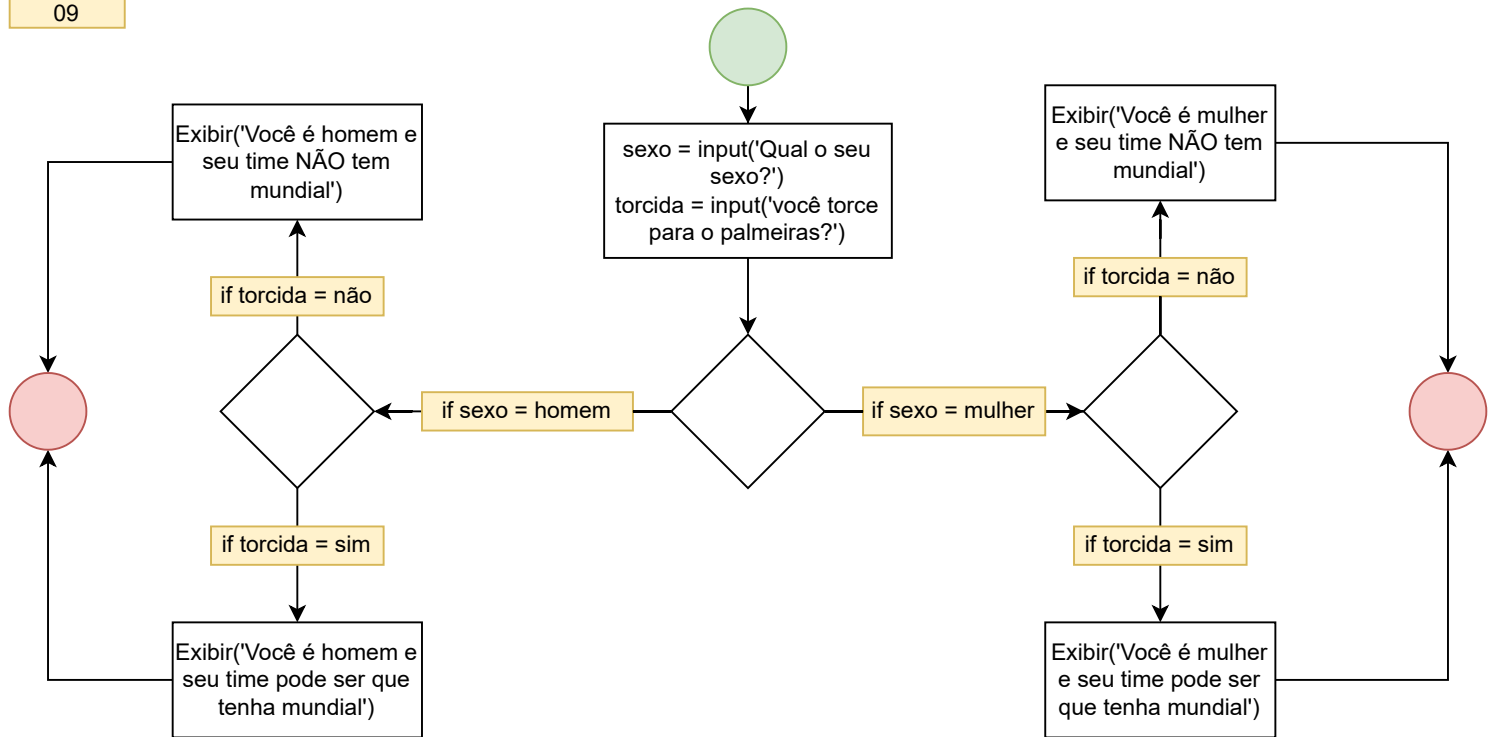 09
Exibir('Você é homem e
seu time NÃO tem
mundial')
sexo = input('Qual o seu
sexo?')
torcida = input('você torce
para o palmeiras?')
Exibir('Você é mulher
e seu time NÃO tem
mundial')
if torcida = não
if torcida = não
if sexo = homem
if sexo = mulher
if torcida = sim
if torcida = sim
Exibir('Você é homem e
seu time pode ser que
tenha mundial')
Exibir('Você é mulher
e seu time pode ser
que tenha mundial')